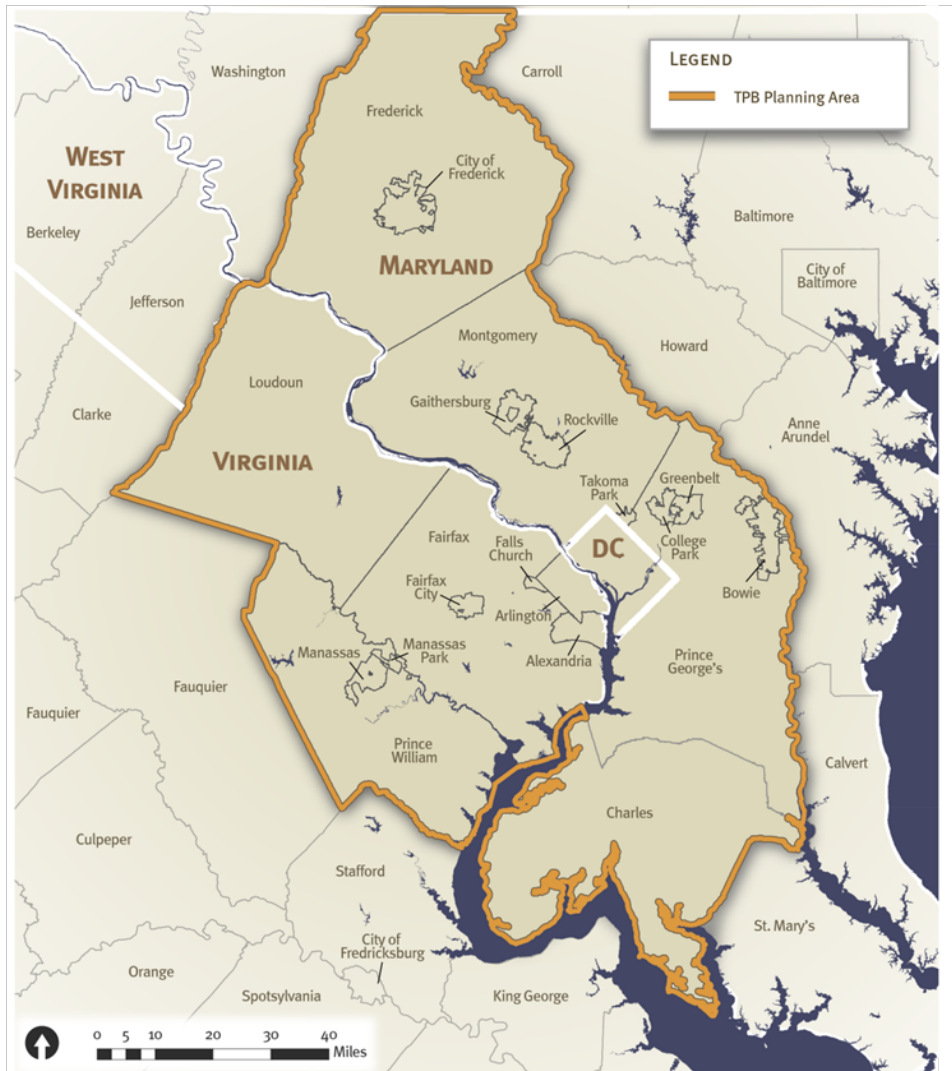 Washington
Carroll
LEGEND
TPB Planning Area
Frederick
WEST
VIRGINIA
City of
Frederick
Berkeley
Baltimore
MARYLAND
City of
Baltimore
Jefferson
Montgomery
Howard
Loudoun
Clarke
Gaithersburg
Rockville
Anne
Arundel
VIRGINIA
Takoma
Park
Greenbelt
Fairfax
Falls
Church
DC
College
Park
Fairfax
City
Bowie
Arlington
Manassas
Manassas
Park
Alexandria
Prince
George's
Fauquier
Fauquier
Prince
William
Calvert
Charles
Culpeper
Stafford
St. Mary's
City of
Fredricksburg
Orange
Spotsylvania
King George
0 5 10 20 30 40
Miles